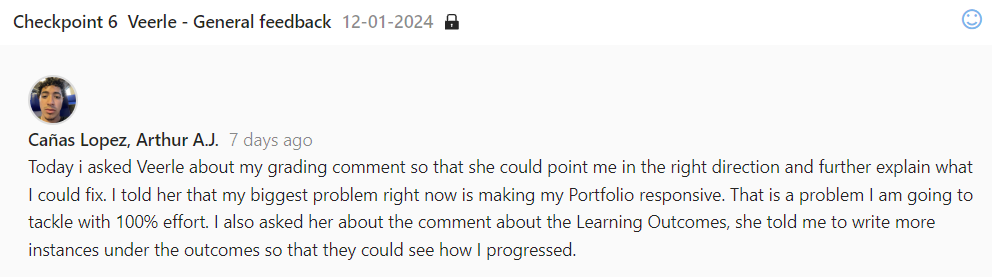 Checkpoint 6 Veerle - General feedback 12-01-2024
Cañas Lopez, Arthur A.J. 7 days ago
Today i asked Veerle about my grading comment so that she could point me in the right direction and further explain what
I could fix. I told her that my biggest problem right now is making my Portfolio responsive. That is a problem I am going to
tackle with 100% effort. I also asked her about the comment about the Learning Outcomes, she told me to write more
instances under the outcomes so that they could see how I progressed.